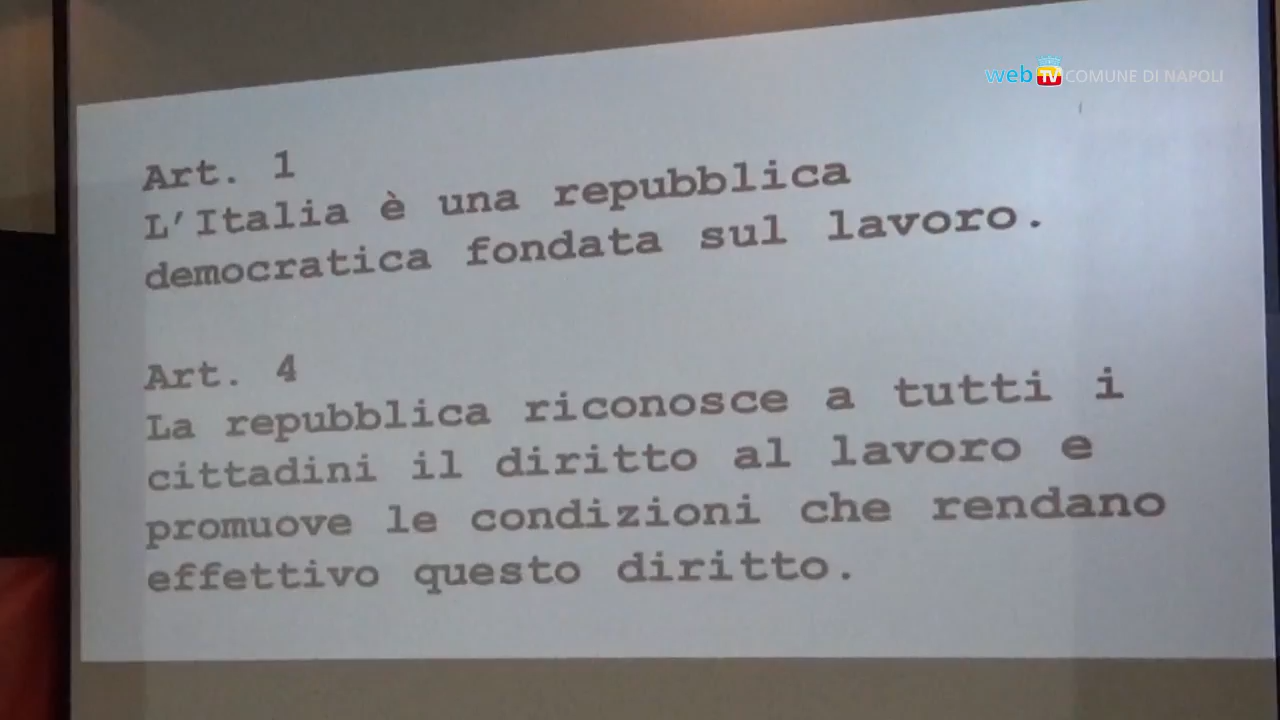 web TV COMUNE DI NAPOLI
Art. 1
L'Italia è una repubblica
democratica fondata sul lavoro.
Art. 4
La repubblica riconosce a tutti i
cittadini il diritto al lavoro e
promuove le condizioni che rendano
effettivo questo diritto.